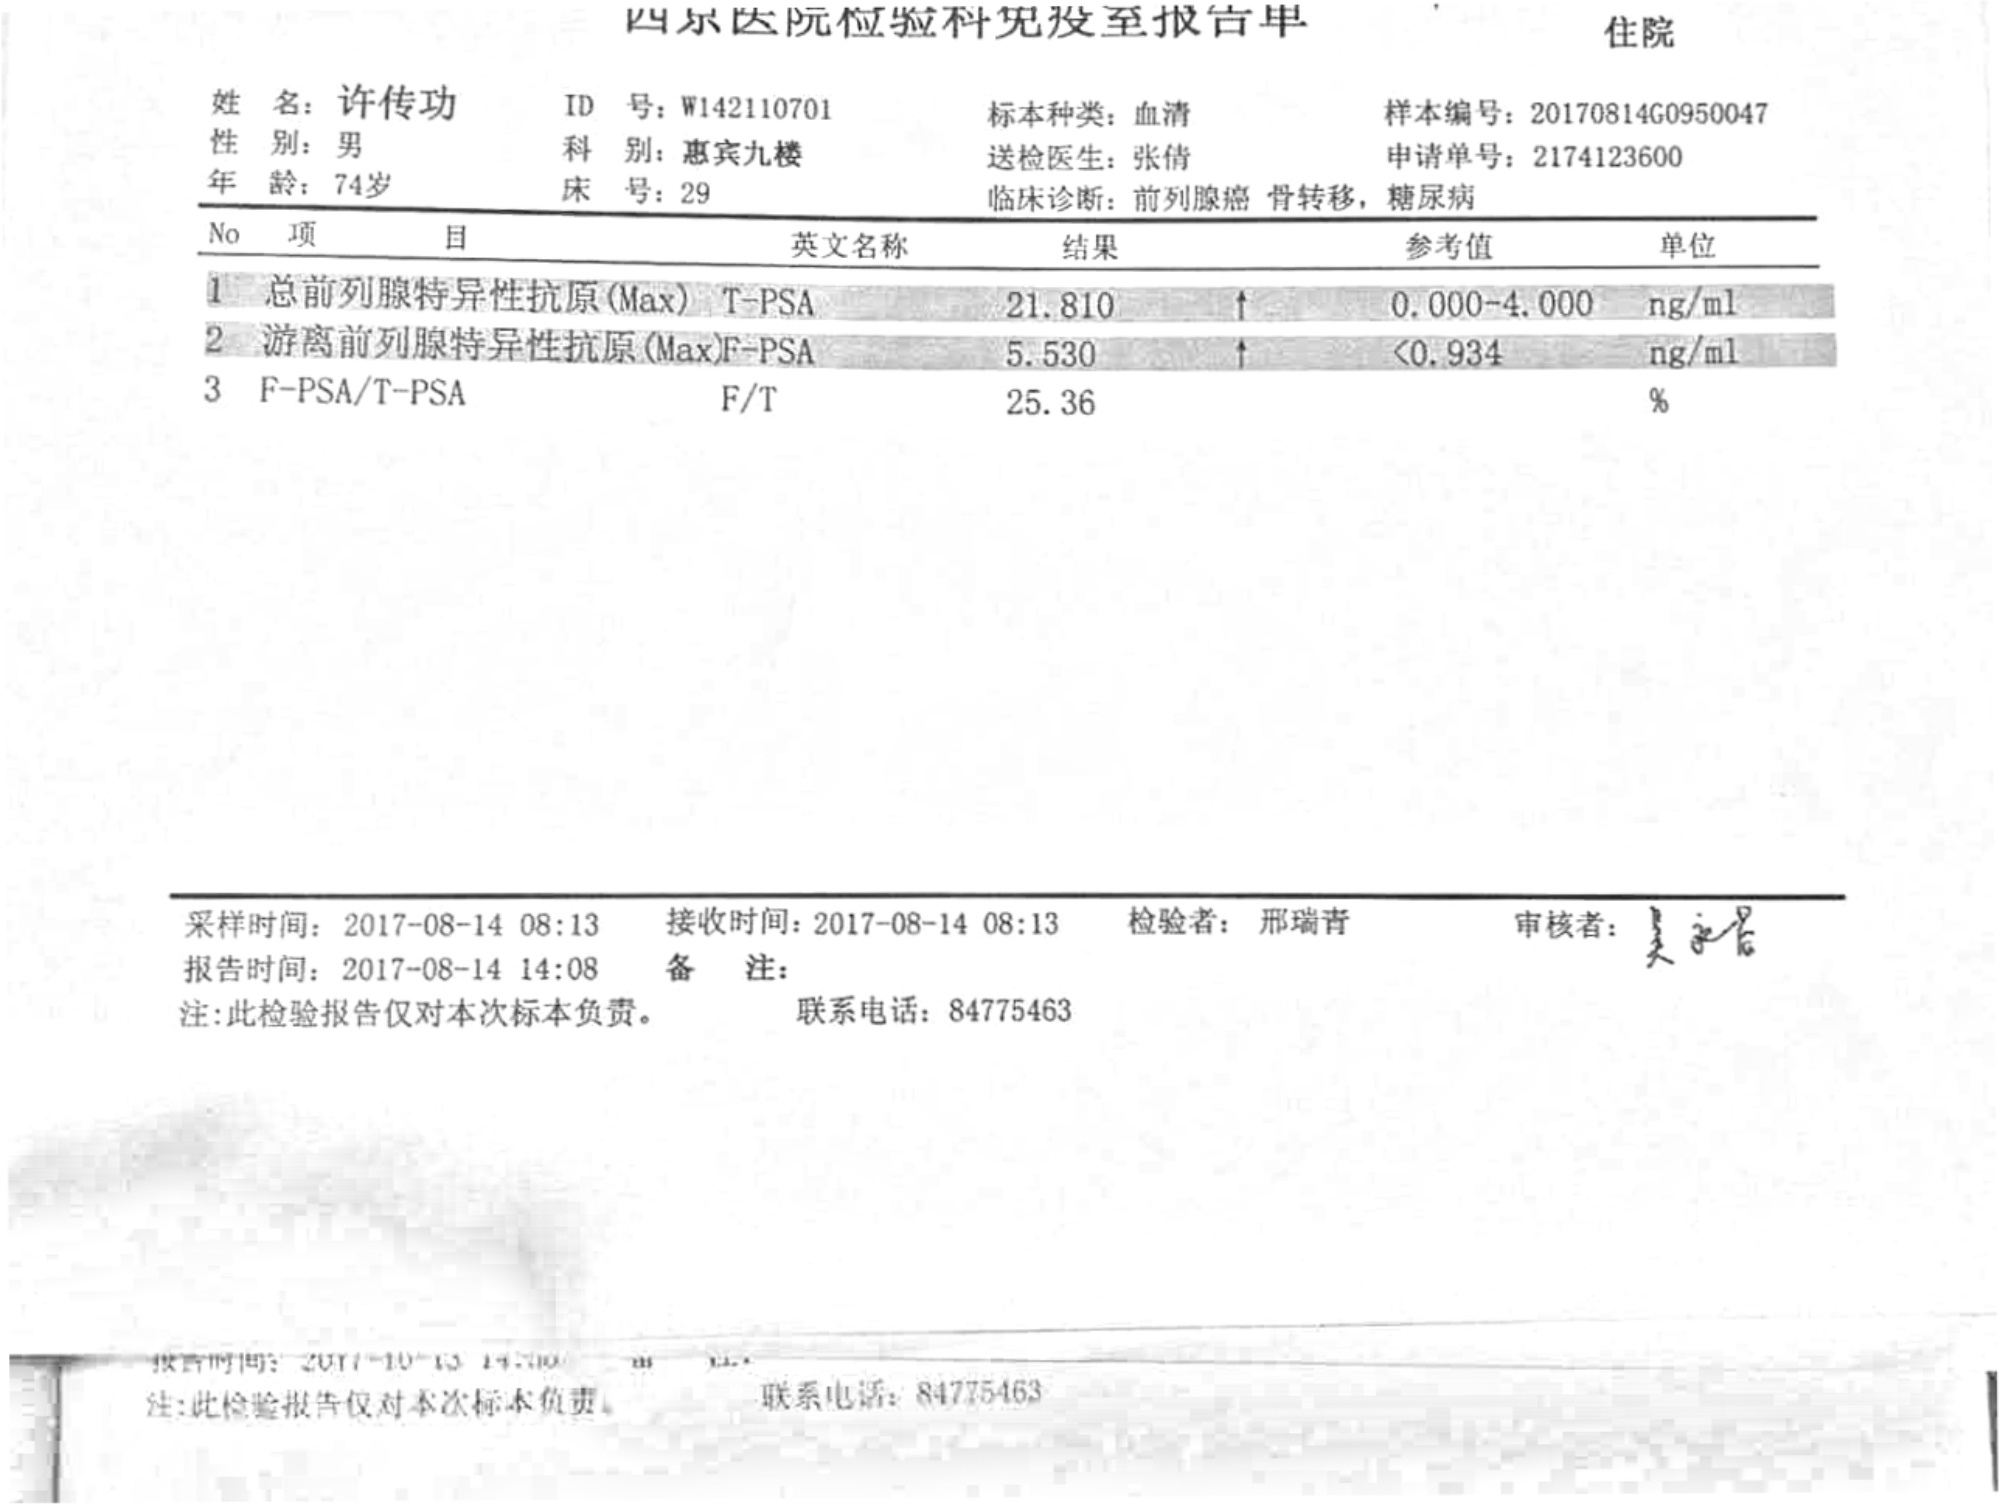 西京医院检验科免疫室报告单 住院
姓 名: 许传功 ID 号: W142110701 标本种类: 血清 样本编号: 20170814G0950047
性 别: 男 科 别: 惠宾九楼 送检医生: 张倩 申请单号: 2174123600
年 龄: 74岁 床 号: 29 临床诊断: 前列腺癌 骨转移, 糖尿病
No 项 目 英文名称 结果 参考值 单位
1 总前列腺特异性抗原(Max) T-PSA 21.810 ↑ 0.000-4.000 ng/ml
2 游离前列腺特异性抗原(Max)F-PSA 5.530 ↑ <0.934 ng/ml
3 F-PSA/T-PSA F/T 25.36 %
采样时间: 2017-08-14 08:13 接收时间: 2017-08-14 08:13 检验者: 邢瑞青 审核者:
报告时间: 2017-08-14 14:08 备 注:
注:此检验报告仅对本次标本负责。 联系电话: 84775463
报告时间: 2017-10-13 备 注:
注:此检验报告仅对本次标本负责。 联系电话: 84775463